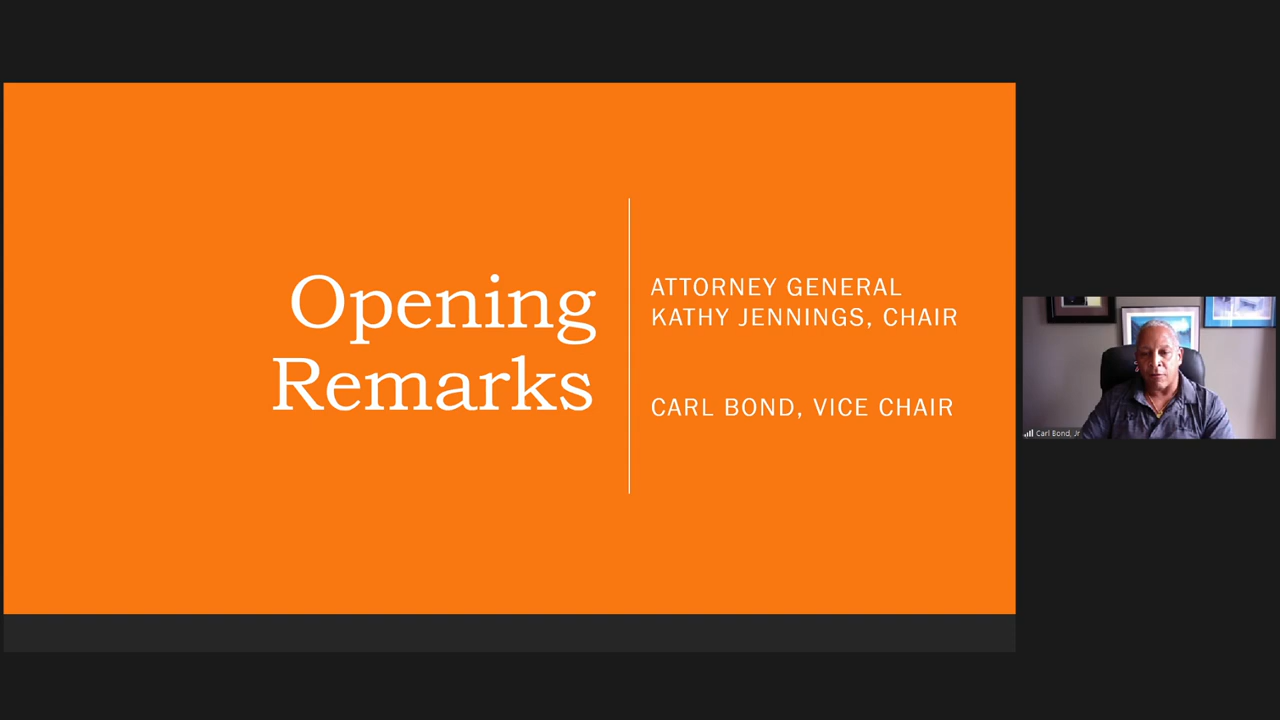 Opening
Remarks
ATTORNEY GENERAL
KATHY JENNINGS, CHAIR
CARL BOND, VICE CHAIR
Carl Bond, Jr